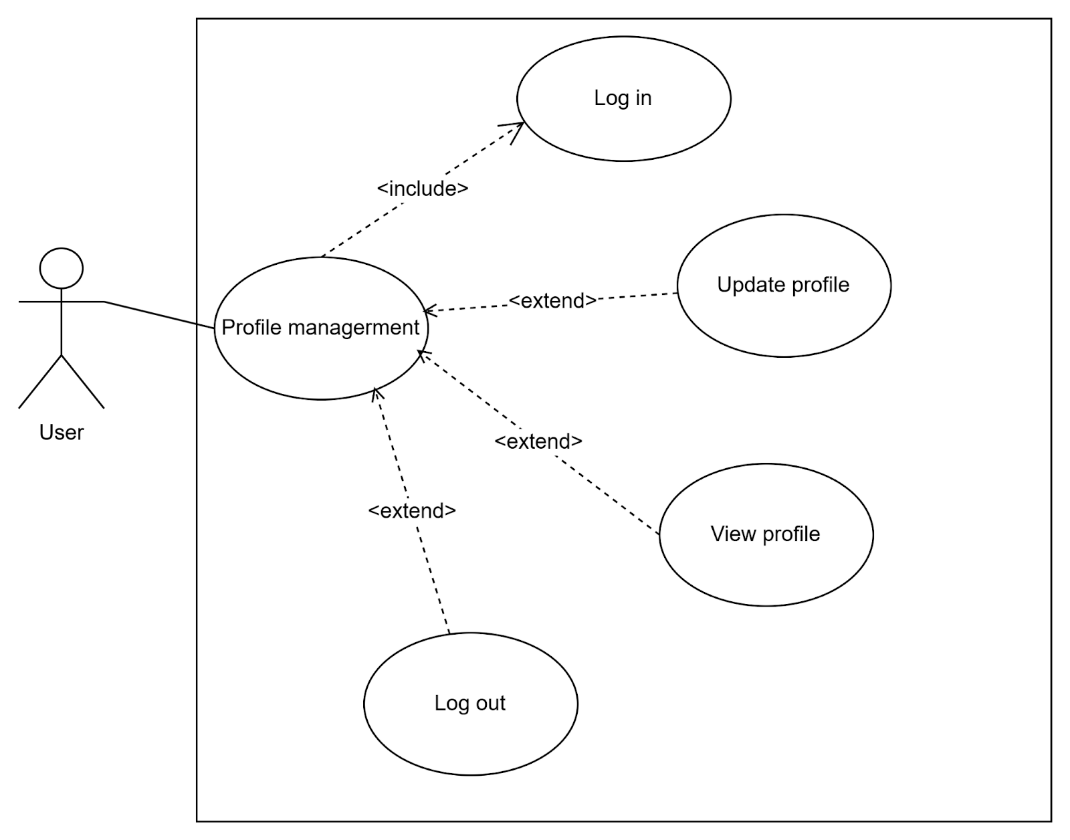 Log in
<include>
Update profile
<extend>
Profile managerment
User
<extend>
<extend>
View profile
Log out